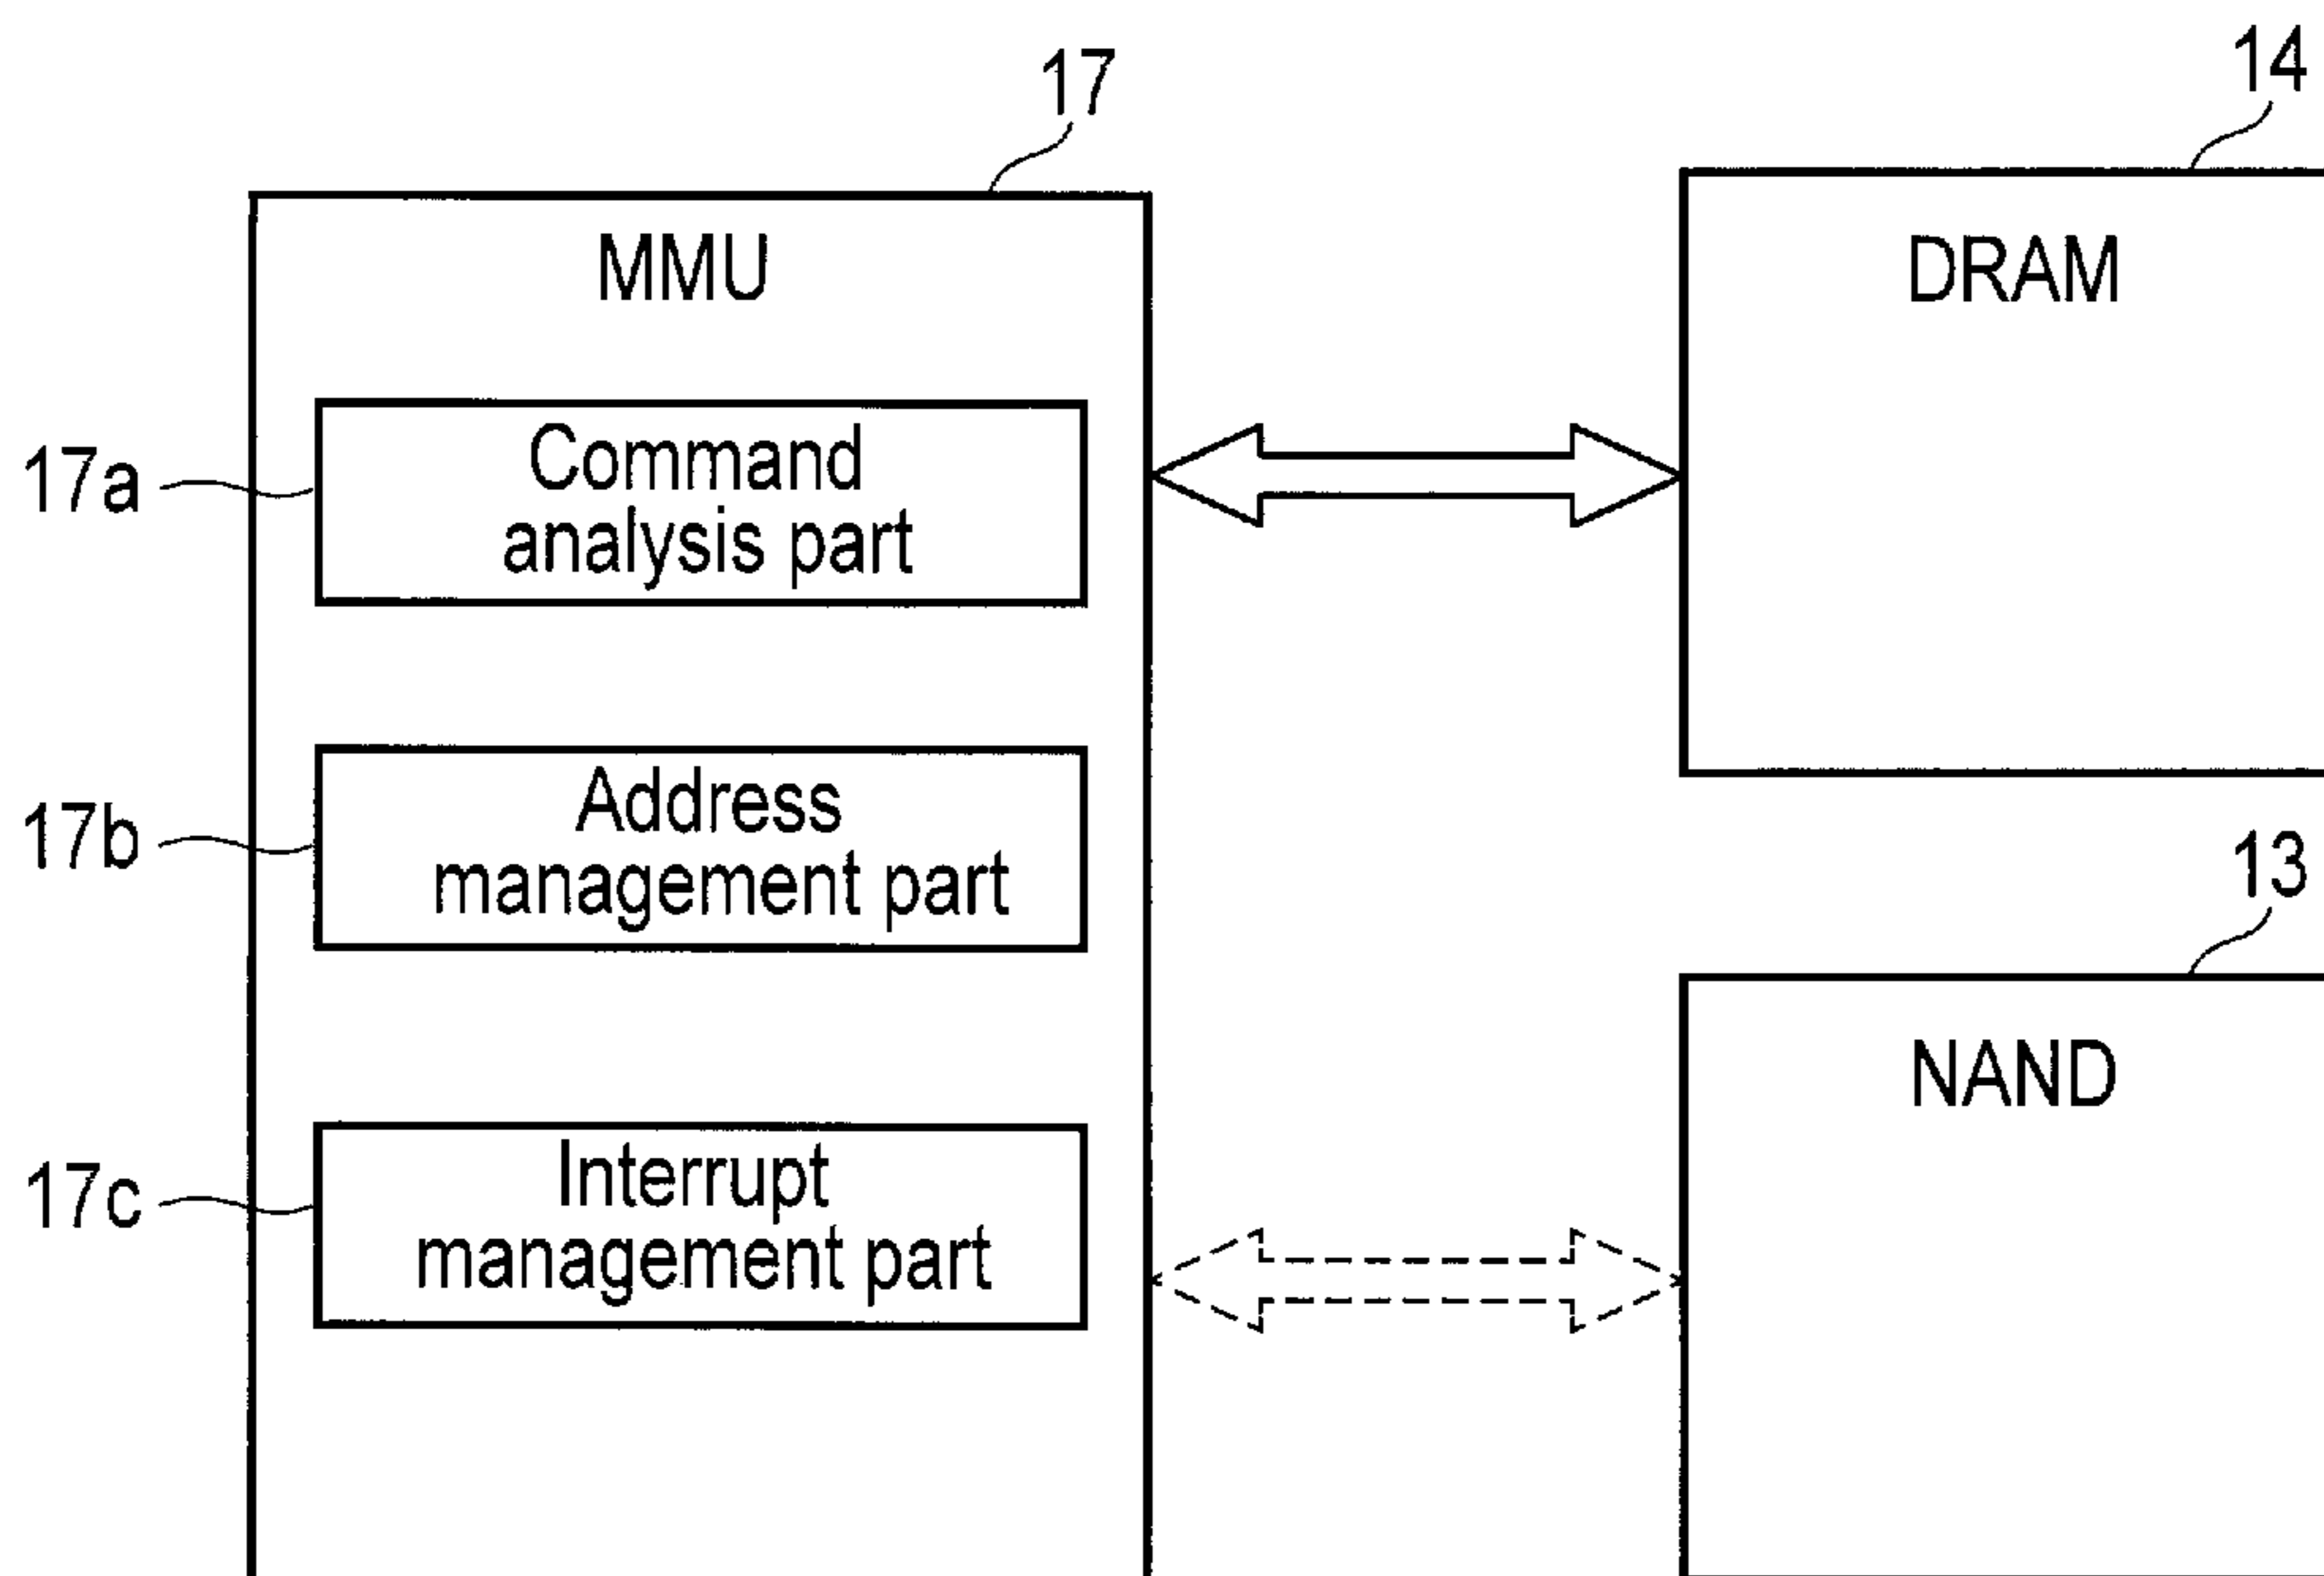 17
14
MMU
DRAM
17a
Command
analysis part
17b
Address
management part
13
NAND
17c
Interrupt
management part